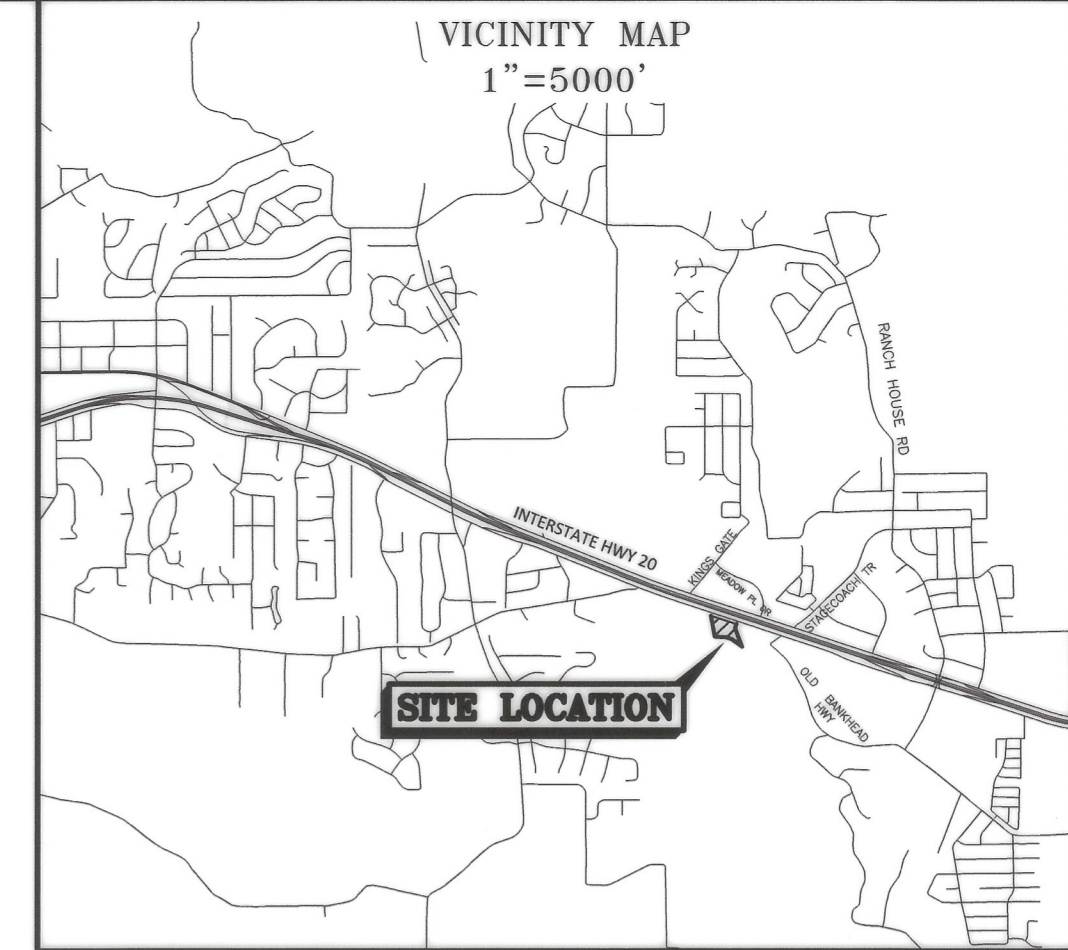 VICINITY MAP
1"=5000'
RANCH HOUSE RD
INTERSTATE HWY 20
KINGS GATE
MEADOW PL DR
STAGECOACH TR
SITE LOCATION
OLD BANKHEAD
HWY